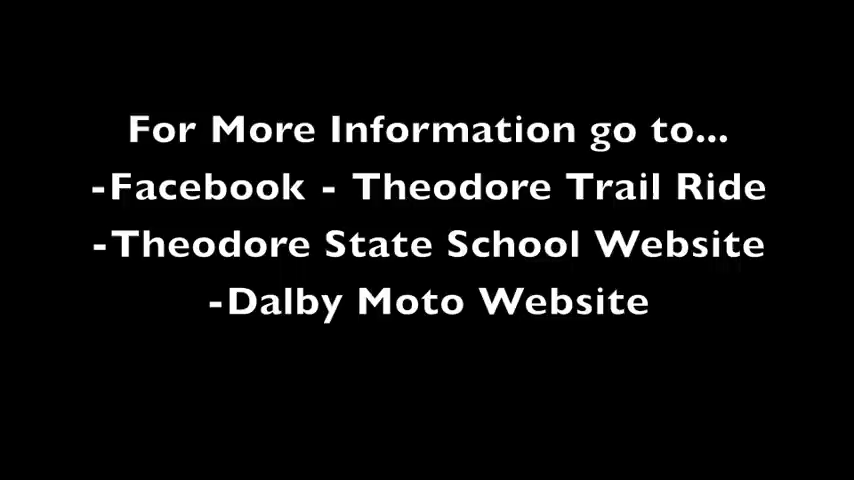 For More Information go to...
-Facebook - Theodore Trail Ride
-Theodore State School Website
-Dalby Moto Website